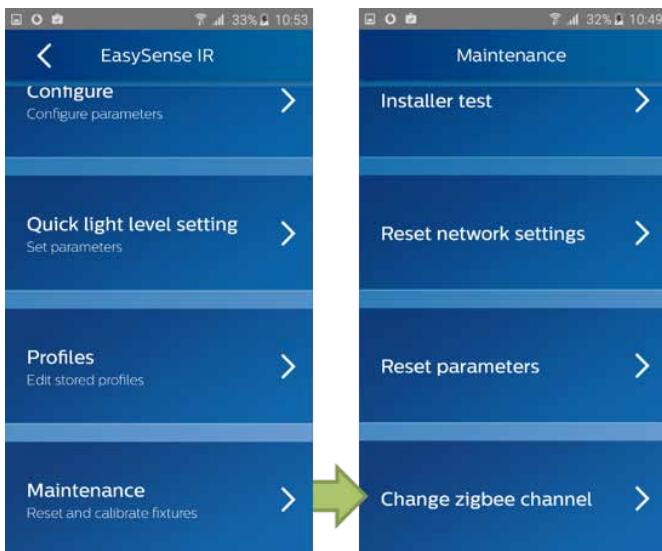 33% 10:53
EasySense IR
Configure
Configure parameters
Quick light level setting
Set parameters
Profiles
Edit stored profiles
Maintenance
Reset and calibrate fixtures
32% 10:49
Maintenance
Installer test
Reset network settings
Reset parameters
Change zigbee channel